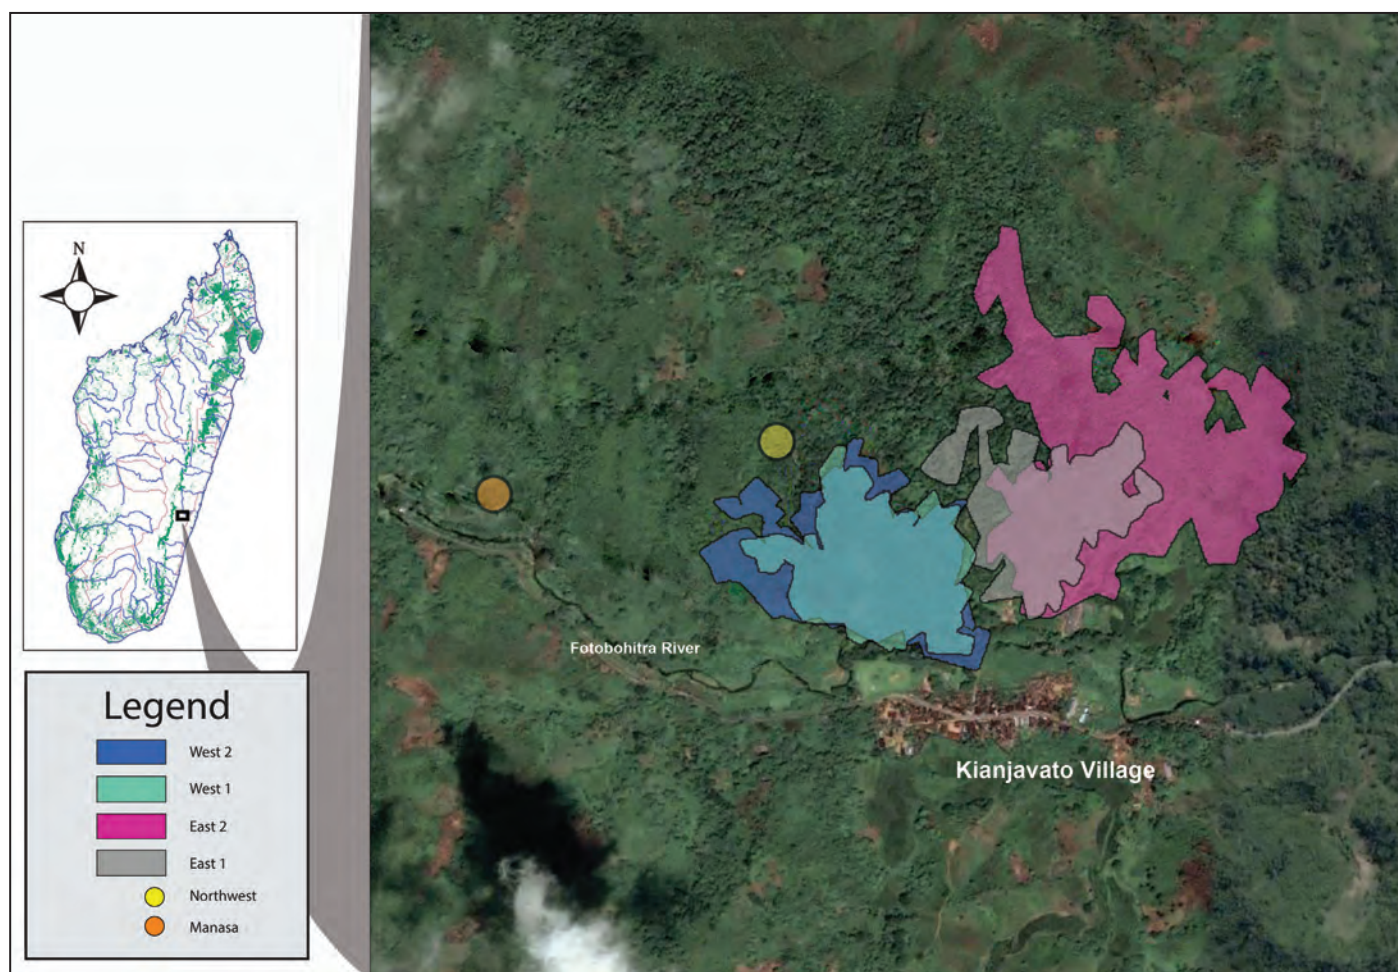 N
Fotobohitra River
Kianjavato Village
Legend
West 2
West 1
East 2
East 1
Northwest
Manasa